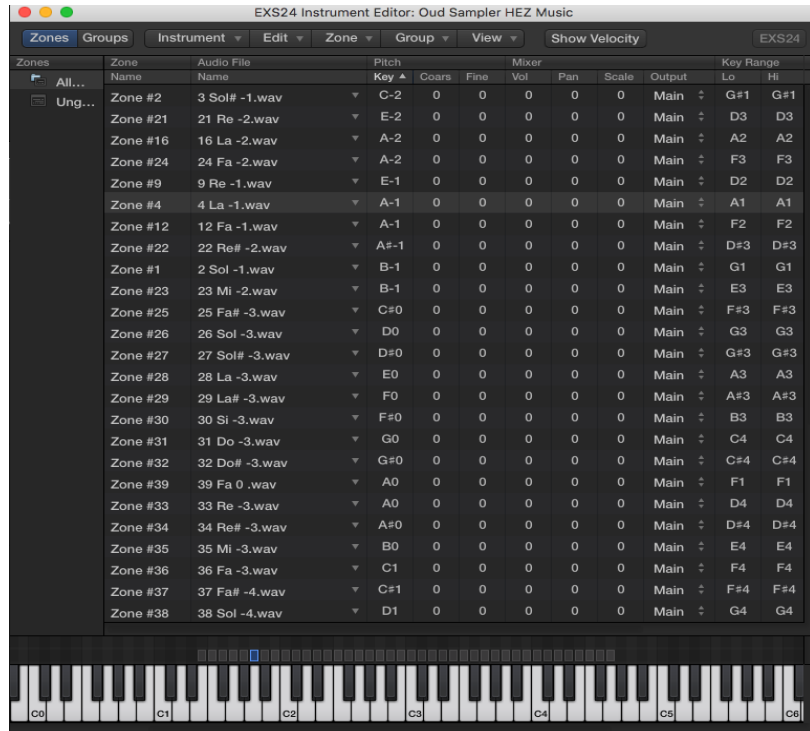 EXS24 Instrument Editor: Oud Sampler HEZ Music
Zones Groups Instrument Edit Zone Group View Show Velocity EXS24
Zones Zone Audio File Pitch Mixer Key Range
Name Name Key Coars Fine Vol Pan Scale Output Lo Hi
All...
Ung...
Zone #2 3 Sol# -1.wav C-2 0 0 0 0 0 Main G#1 G#1
Zone #21 21 Re -2.wav E-2 0 0 0 0 0 Main D3 D3
Zone #16 16 La -2.wav A-2 0 0 0 0 0 Main A2 A2
Zone #24 24 Fa -2.wav A-2 0 0 0 0 0 Main F3 F3
Zone #9 9 Re -1.wav E-1 0 0 0 0 0 Main D2 D2
Zone #4 4 La -1.wav A-1 0 0 0 0 0 Main A1 A1
Zone #12 12 Fa -1.wav A-1 0 0 0 0 0 Main F2 F2
Zone #22 22 Re# -2.wav A#-1 0 0 0 0 0 Main D#3 D#3
Zone #1 2 Sol -1.wav B-1 0 0 0 0 0 Main G1 G1
Zone #23 23 Mi -2.wav B-1 0 0 0 0 0 Main E3 E3
Zone #25 25 Fa# -3.wav C#0 0 0 0 0 0 Main F#3 F#3
Zone #26 26 Sol -3.wav D0 0 0 0 0 0 Main G3 G3
Zone #27 27 Sol# -3.wav D#0 0 0 0 0 0 Main G#3 G#3
Zone #28 28 La -3.wav E0 0 0 0 0 0 Main A3 A3
Zone #29 29 La# -3.wav F0 0 0 0 0 0 Main A#3 A#3
Zone #30 30 Si -3.wav F#0 0 0 0 0 0 Main B3 B3
Zone #31 31 Do -3.wav G0 0 0 0 0 0 Main C4 C4
Zone #32 32 Do# -3.wav G#0 0 0 0 0 0 Main C#4 C#4
Zone #39 39 Fa 0 .wav A0 0 0 0 0 0 Main F1 F1
Zone #33 33 Re -3.wav A0 0 0 0 0 0 Main D4 D4
Zone #34 34 Re# -3.wav A#0 0 0 0 0 0 Main D#4 D#4
Zone #35 35 Mi -3.wav B0 0 0 0 0 0 Main E4 E4
Zone #36 36 Fa -3.wav C1 0 0 0 0 0 Main F4 F4
Zone #37 37 Fa# -4.wav C#1 0 0 0 0 0 Main F#4 F#4
Zone #38 38 Sol -4.wav D1 0 0 0 0 0 Main G4 G4
C0 C1 C2 C3 C4 C5 C6